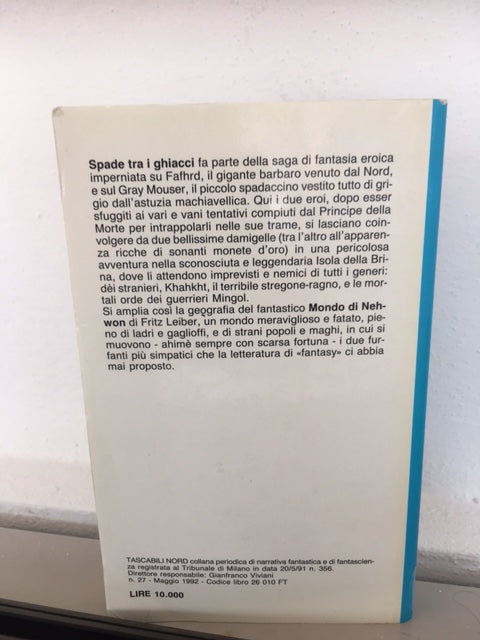 Spade tra i ghiacci fa parte della saga di fantasia eroica
imperniata su Fafhrd, il gigante barbaro venuto dal Nord,
e sul Gray Mouser, il piccolo spadaccino vestito tutto di gri-
gio dall'astuzia machiavellica. Qui i due eroi, dopo esser
sfuggiti ai vari e vani tentativi compiuti dal Principe della
Morte per intrappolarli nelle sue trame, si lasciano coin-
volgere da due bellissime damigelle (tra l'altro all'apparen-
za ricche di sonanti monete d'oro) in una pericolosa
avventura nella sconosciuta e leggendaria Isola della Bri-
na, dove li attendono imprevisti e nemici di tutti i generi:
dèi stranieri, Khahkht, il terribile stregone-ragno, e le mor-
tali orde dei guerrieri Mingol.
Si amplia così la geografia del fantastico Mondo di Neh-
won di Fritz Leiber, un mondo meraviglioso e fatato, pie-
no di ladri e gaglioffi, e di strani popoli e maghi, in cui si
muovono - ahimè sempre con scarsa fortuna - i due fur-
fanti più simpatici che la letteratura di «fantasy» ci abbia
mai proposto.
TASCABILI NORD collana periodica di narrativa fantastica e di fantascien-
za registrata al Tribunale di Milano in data 20/5/91 n. 356.
Direttore responsabile: Gianfranco Viviani
n. 27 - Maggio 1992 - Codice libro 26 010 FT
LIRE 10.000